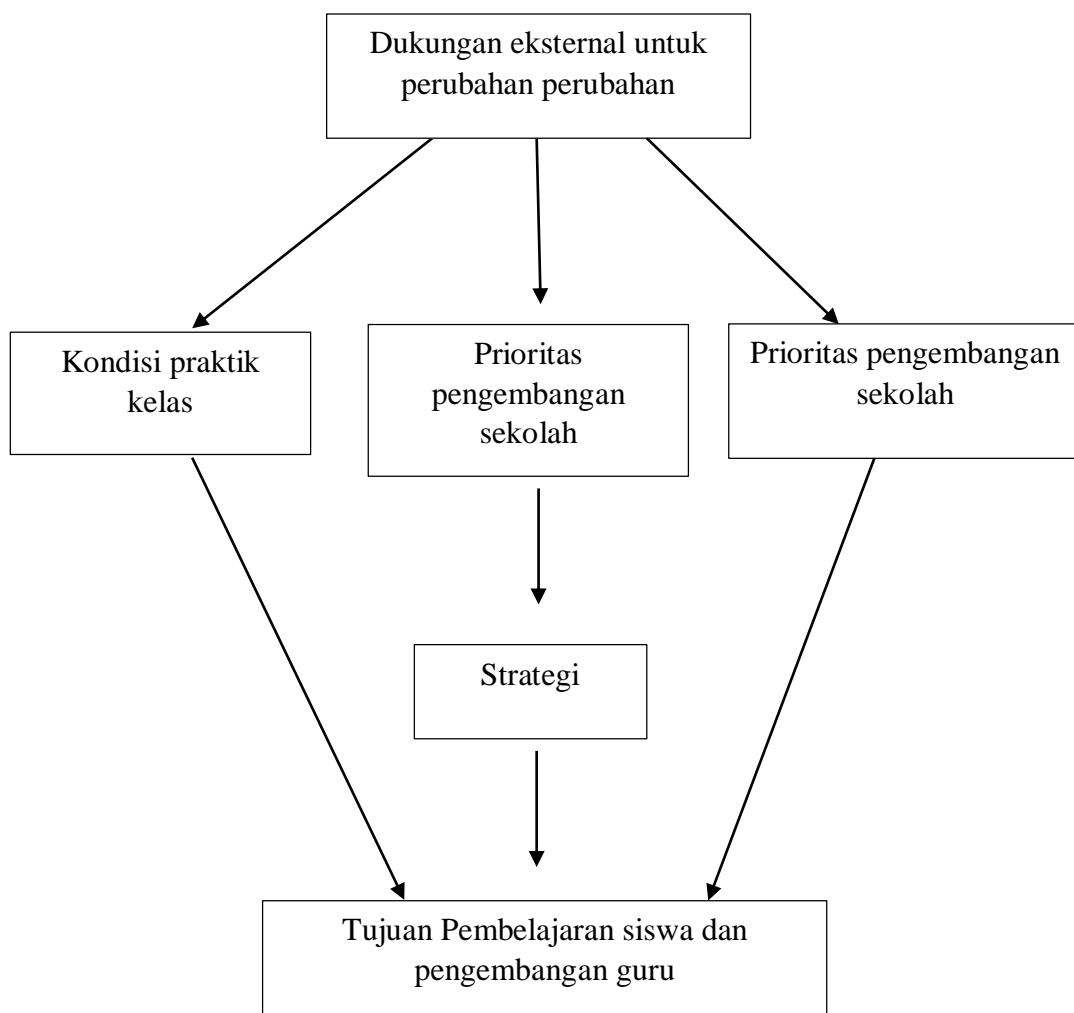 Dukungan eksternal untuk
perubahan perubahan
Kondisi praktik
kelas
Prioritas
pengembangan
sekolah
Prioritas pengembangan
sekolah
Strategi
Tujuan Pembelajaran siswa dan
pengembangan guru